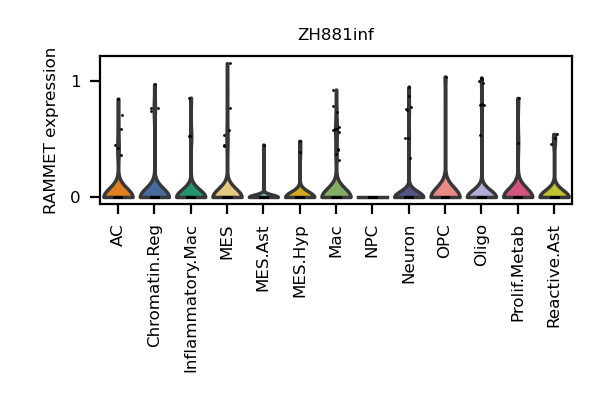 ZH881inf
RAMMET expression
1
0
AC
Chromatin.Reg
Inflammatory.Mac
MES
MES.Ast
MES.Hyp
Mac
NPC
Neuron
OPC
Oligo
Prolif.Metab
Reactive.Ast